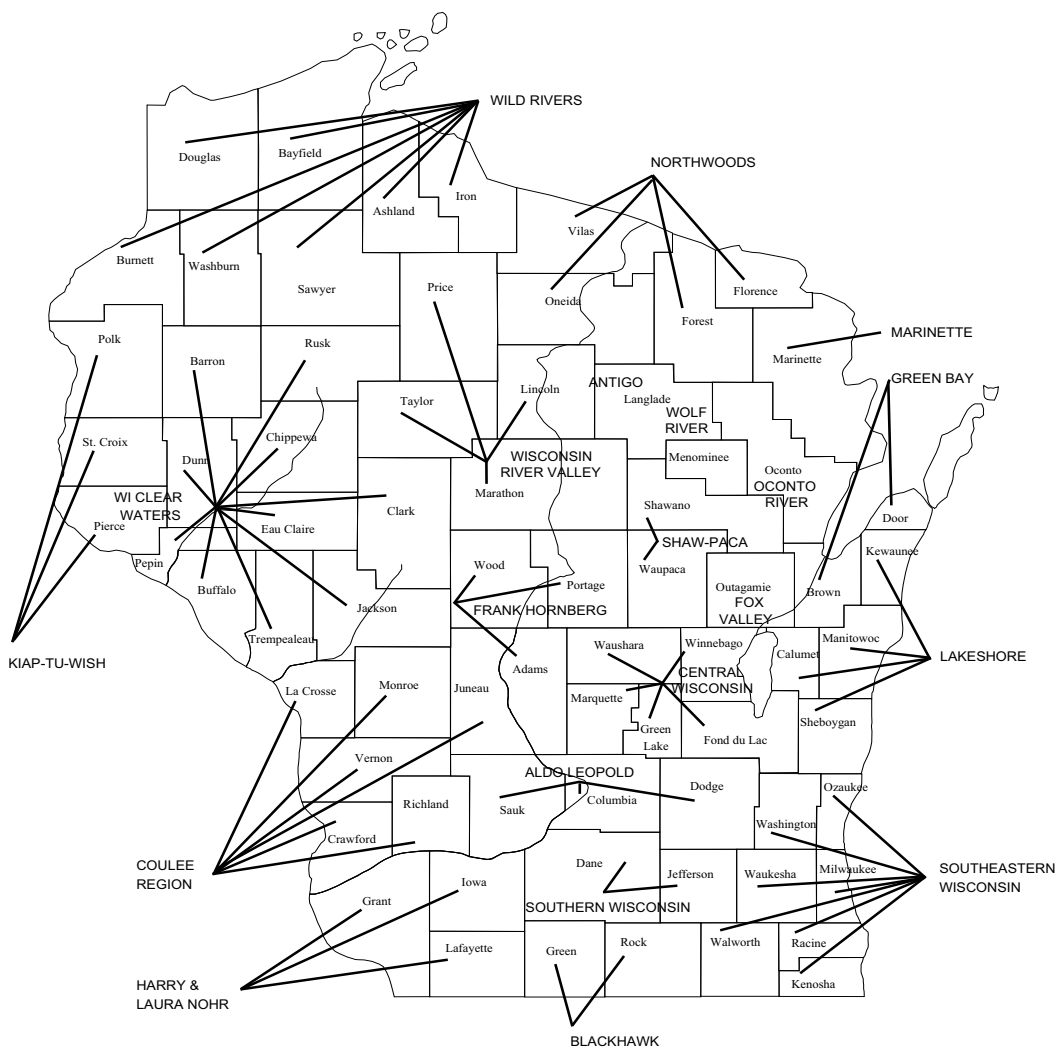 WILD RIVERS
Douglas
Bayfield
NORTHWOODS
Iron
Ashland
Vilas
Burnett
Washburn
Sawyer
Price
Oneida
Florence
Forest
MARINETTE
Polk
Rusk
Marinette
Barron
GREEN BAY
ANTIGO
Lincoln
Langlade
Taylor
WOLF
RIVER
St. Croix
Chippewa
WISCONSIN
RIVER VALLEY
Menominee
Dunn
Oconto
OCONTO
RIVER
Marathon
WI CLEAR
WATERS
Shawano
Clark
Door
Pierce
Eau Claire
SHAW-PACA
Kewaunee
Pepin
Waupaca
Wood
Portage
Outagamie
Brown
Buffalo
FOX
VALLEY
Jackson
FRANK HORNBERG
Trempealeau
Manitowoc
Waushara
Winnebago
Calumet
LAKESHORE
KIAP-TU-WISH
Adams
CENTRAL
WISCONSIN
La Crosse
Monroe
Juneau
Marquette
Sheboygan
Green
Lake
Fond du Lac
Vernon
ALDO LEOPOLD
Dodge
Ozaukee
Richland
Sauk
Columbia
Washington
Crawford
COULEE
REGION
Dane
Jefferson
Waukesha
Milwaukee
SOUTHEASTERN
WISCONSIN
Iowa
Grant
SOUTHERN WISCONSIN
Lafayette
Green
Rock
Walworth
Racine
HARRY &
LAURA NOHR
Kenosha
BLACKHAWK